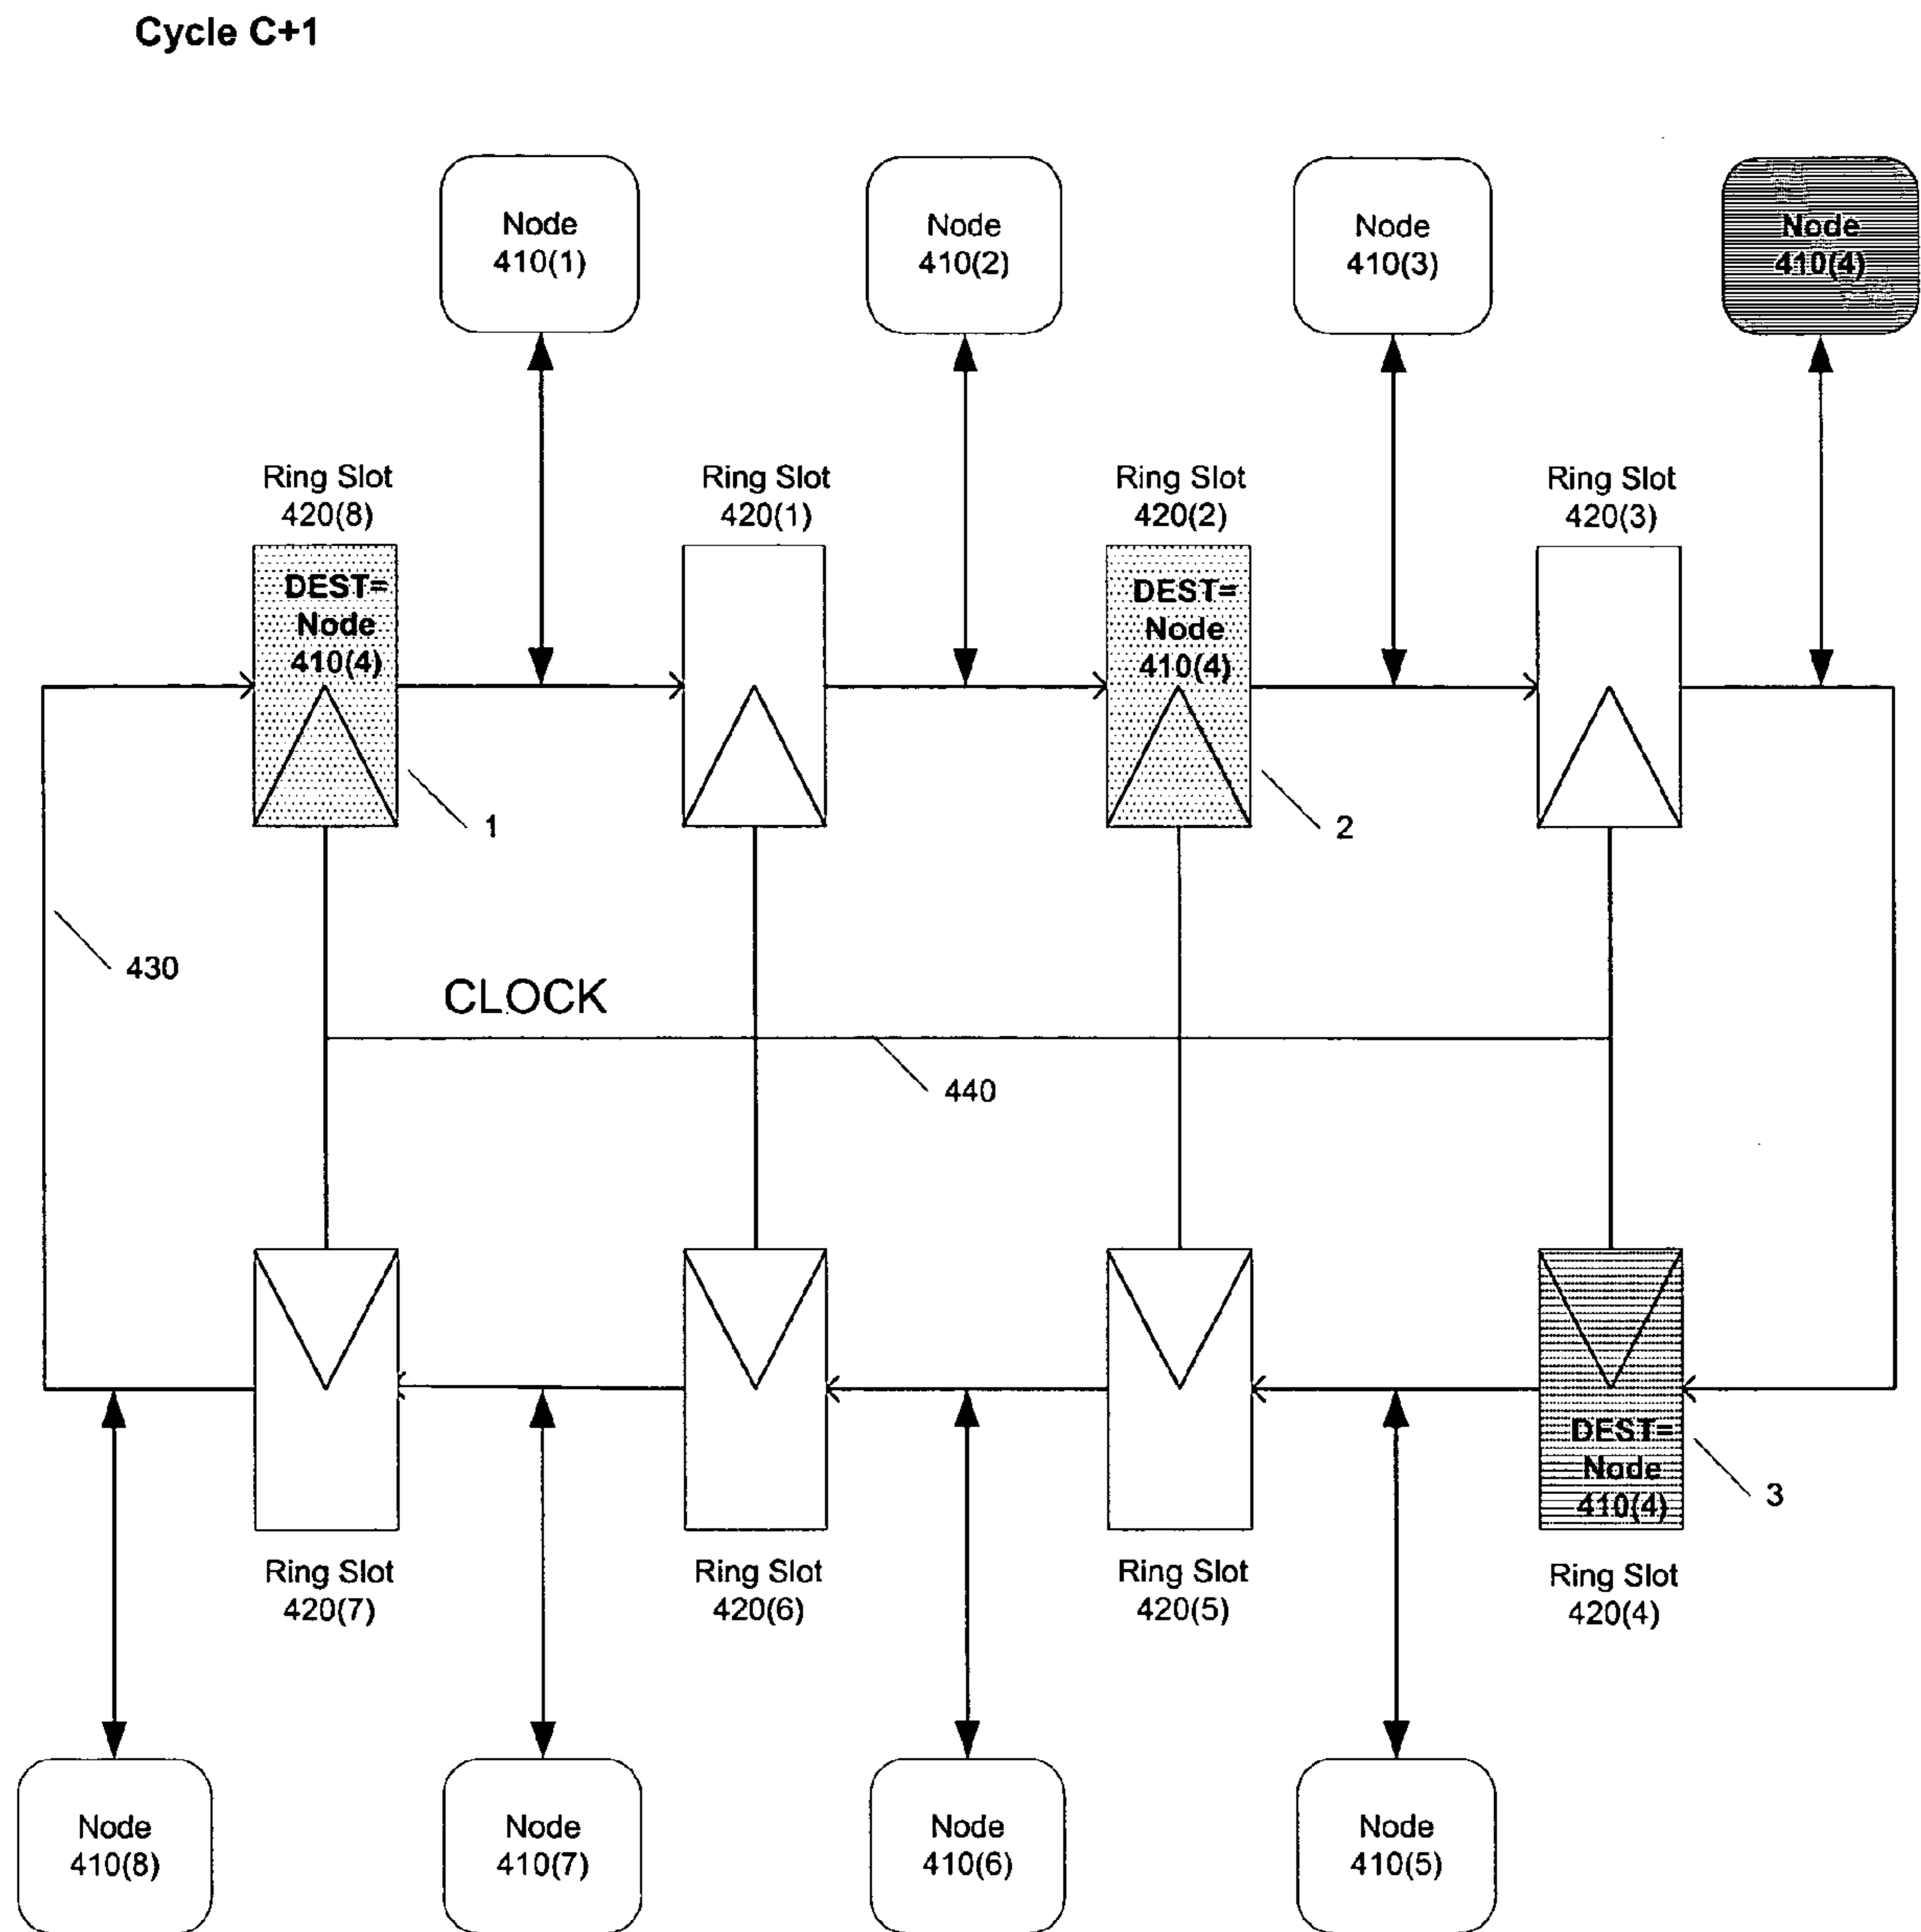 Cycle C+1
Node
410(1)
Node
410(2)
Node
410(3)
Node
410(4)
Ring Slot
420(8)
Ring Slot
420(1)
Ring Slot
420(2)
Ring Slot
420(3)
DEST=
Node
410(4)
DEST=
Node
410(4)
1
2
430
CLOCK
440
DEST=
Node
410(4)
3
Ring Slot
420(7)
Ring Slot
420(6)
Ring Slot
420(5)
Ring Slot
420(4)
Node
410(8)
Node
410(7)
Node
410(6)
Node
410(5)